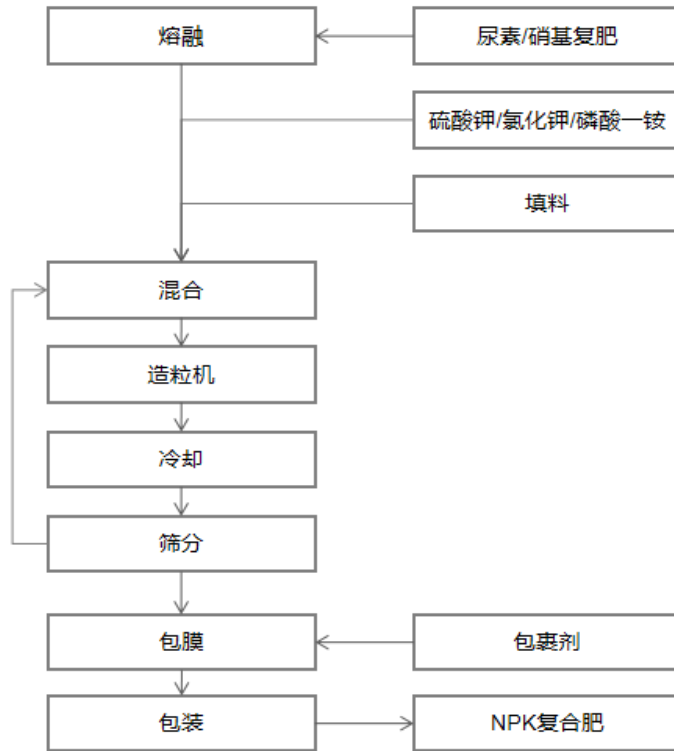 熔融
尿素/硝基复肥
硫酸钾/氯化钾/磷酸一铵
填料
混合
造粒机
冷却
筛分
包膜
包裹剂
包装
NPK复合肥